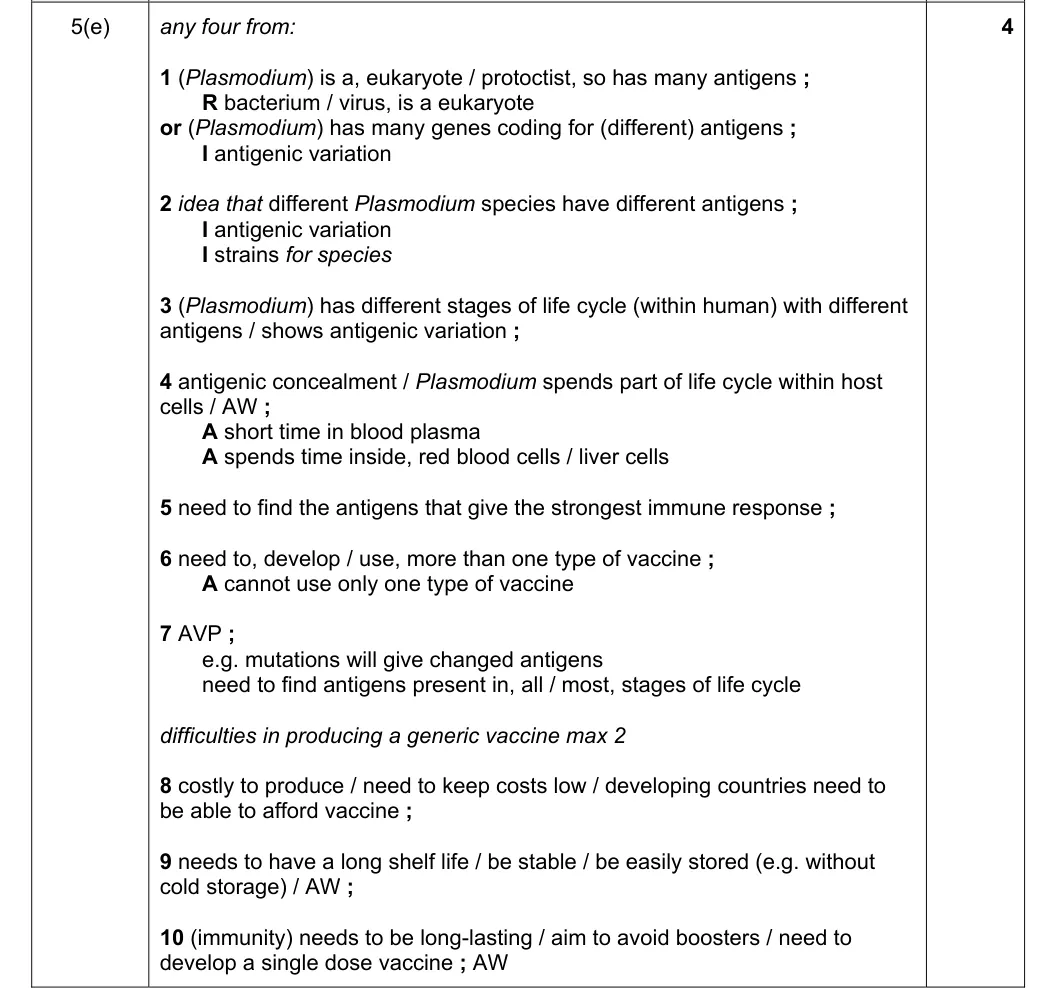 5(e) any four from: 4
1 (Plasmodium) is a, eukaryote / protoctist, so has many antigens ;
R bacterium / virus, is a eukaryote
or (Plasmodium) has many genes coding for (different) antigens ;
I antigenic variation
2 idea that different Plasmodium species have different antigens ;
I antigenic variation
I strains for species
3 (Plasmodium) has different stages of life cycle (within human) with different
antigens / shows antigenic variation ;
4 antigenic concealment / Plasmodium spends part of life cycle within host
cells / AW ;
A short time in blood plasma
A spends time inside, red blood cells / liver cells
5 need to find the antigens that give the strongest immune response ;
6 need to, develop / use, more than one type of vaccine ;
A cannot use only one type of vaccine
7 AVP ;
e.g. mutations will give changed antigens
need to find antigens present in, all / most, stages of life cycle
difficulties in producing a generic vaccine max 2
8 costly to produce / need to keep costs low / developing countries need to
be able to afford vaccine ;
9 needs to have a long shelf life / be stable / be easily stored (e.g. without
cold storage) / AW ;
10 (immunity) needs to be long-lasting / aim to avoid boosters / need to
develop a single dose vaccine ; AW